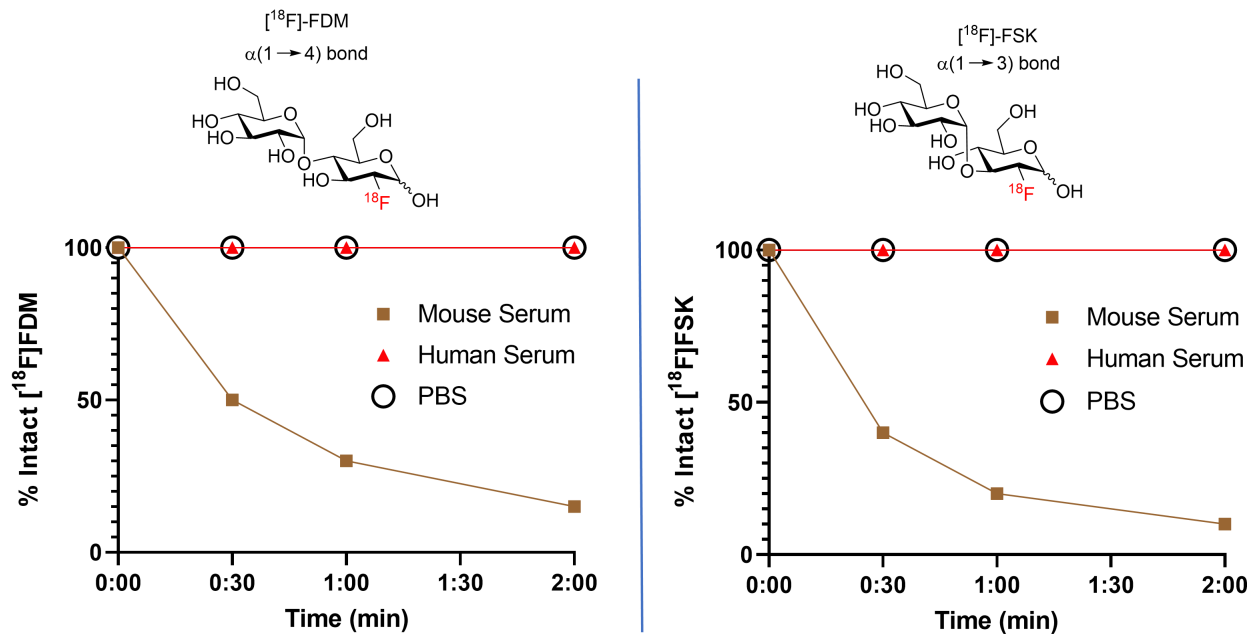 [¹⁸F]-FDM
α(1 → 4) bond
HO
HO
HO
HO
O
HO
O
OH
O
HO
¹⁸F
OH
% Intact [¹⁸F]FDM
100
50
0
Mouse Serum
Human Serum
PBS
0:00 0:30 1:00 1:30 2:00
Time (min)
[¹⁸F]-FSK
α(1 → 3) bond
HO
HO
HO
O
HO
OH
HO
O
O
¹⁸F
OH
% Intact [¹⁸F]FSK
100
50
0
Mouse Serum
Human Serum
PBS
0:00 0:30 1:00 1:30 2:00
Time (min)